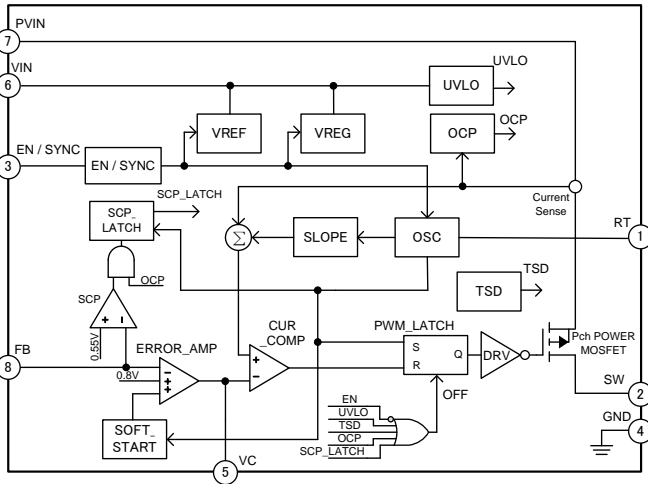 PVIN
7
VIN
6
UVLO
UVLO
OCP
OCP
VREF
VREG
EN / SYNC
3
EN / SYNC
SCP_LATCH
SCP_
LATCH
Current
Sense
RT
1
Σ
SLOPE
OSC
OCP
TSD
TSD
SCP
+ −
0.55V
CUR
_COMP
PWM_LATCH
Pch POWER
MOSFET
FB
8
ERROR_AMP
0.8V
−
+
+
+
−
S
R
Q
DRV
SW
2
OFF
EN
UVLO
TSD
OCP
SCP_LATCH
GND
4
SOFT_
START
5
VC